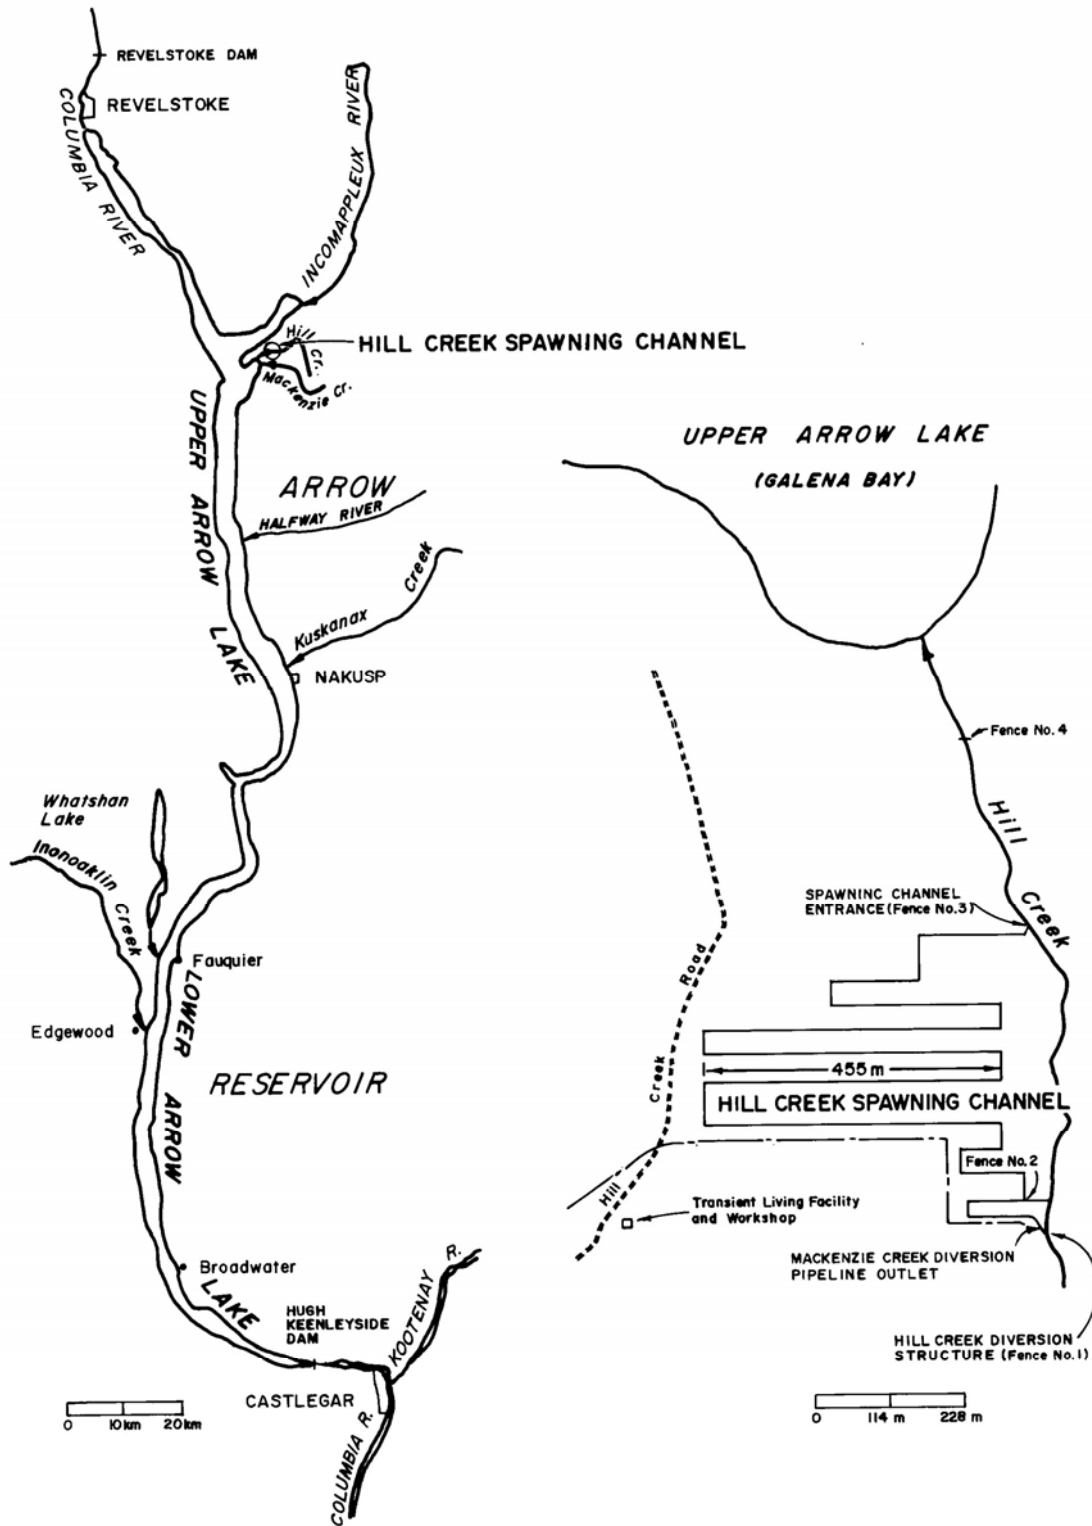 REVELSTOKE DAM
REVELSTOKE
COLUMBIA RIVER
INCOMAPPLEUX RIVER
Hill Cr.
HILL CREEK SPAWNING CHANNEL
Mackenzie Cr.
UPPER ARROW LAKE
ARROW
HALFWAY RIVER
Kuskanax Creek
NAKUSP
Whatshan
Lake
Inonoaklin Creek
Fauquier
Edgewood
LOWER ARROW LAKE
RESERVOIR
Broadwater
HUGH
KEENLEYSIDE
DAM
KOOTENAY R.
CASTLEGAR
COLUMBIA R.
0 10km 20km
UPPER ARROW LAKE
(GALENA BAY)
Fence No. 4
Hill Creek
SPAWNING CHANNEL
ENTRANCE (Fence No. 3)
Hill Creek Road
455 m
HILL CREEK SPAWNING CHANNEL
Fence No. 2
Transient Living Facility
and Workshop
MACKENZIE CREEK DIVERSION
PIPELINE OUTLET
HILL CREEK DIVERSION
STRUCTURE (Fence No. 1)
0 114 m 228 m